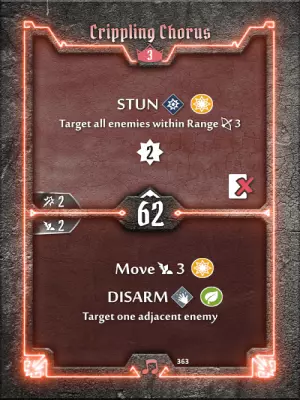 Crippling Chorus
3
STUN
Target all enemies within Range 3
2
2
62
2
Move 3
DISARM
Target one adjacent enemy
363